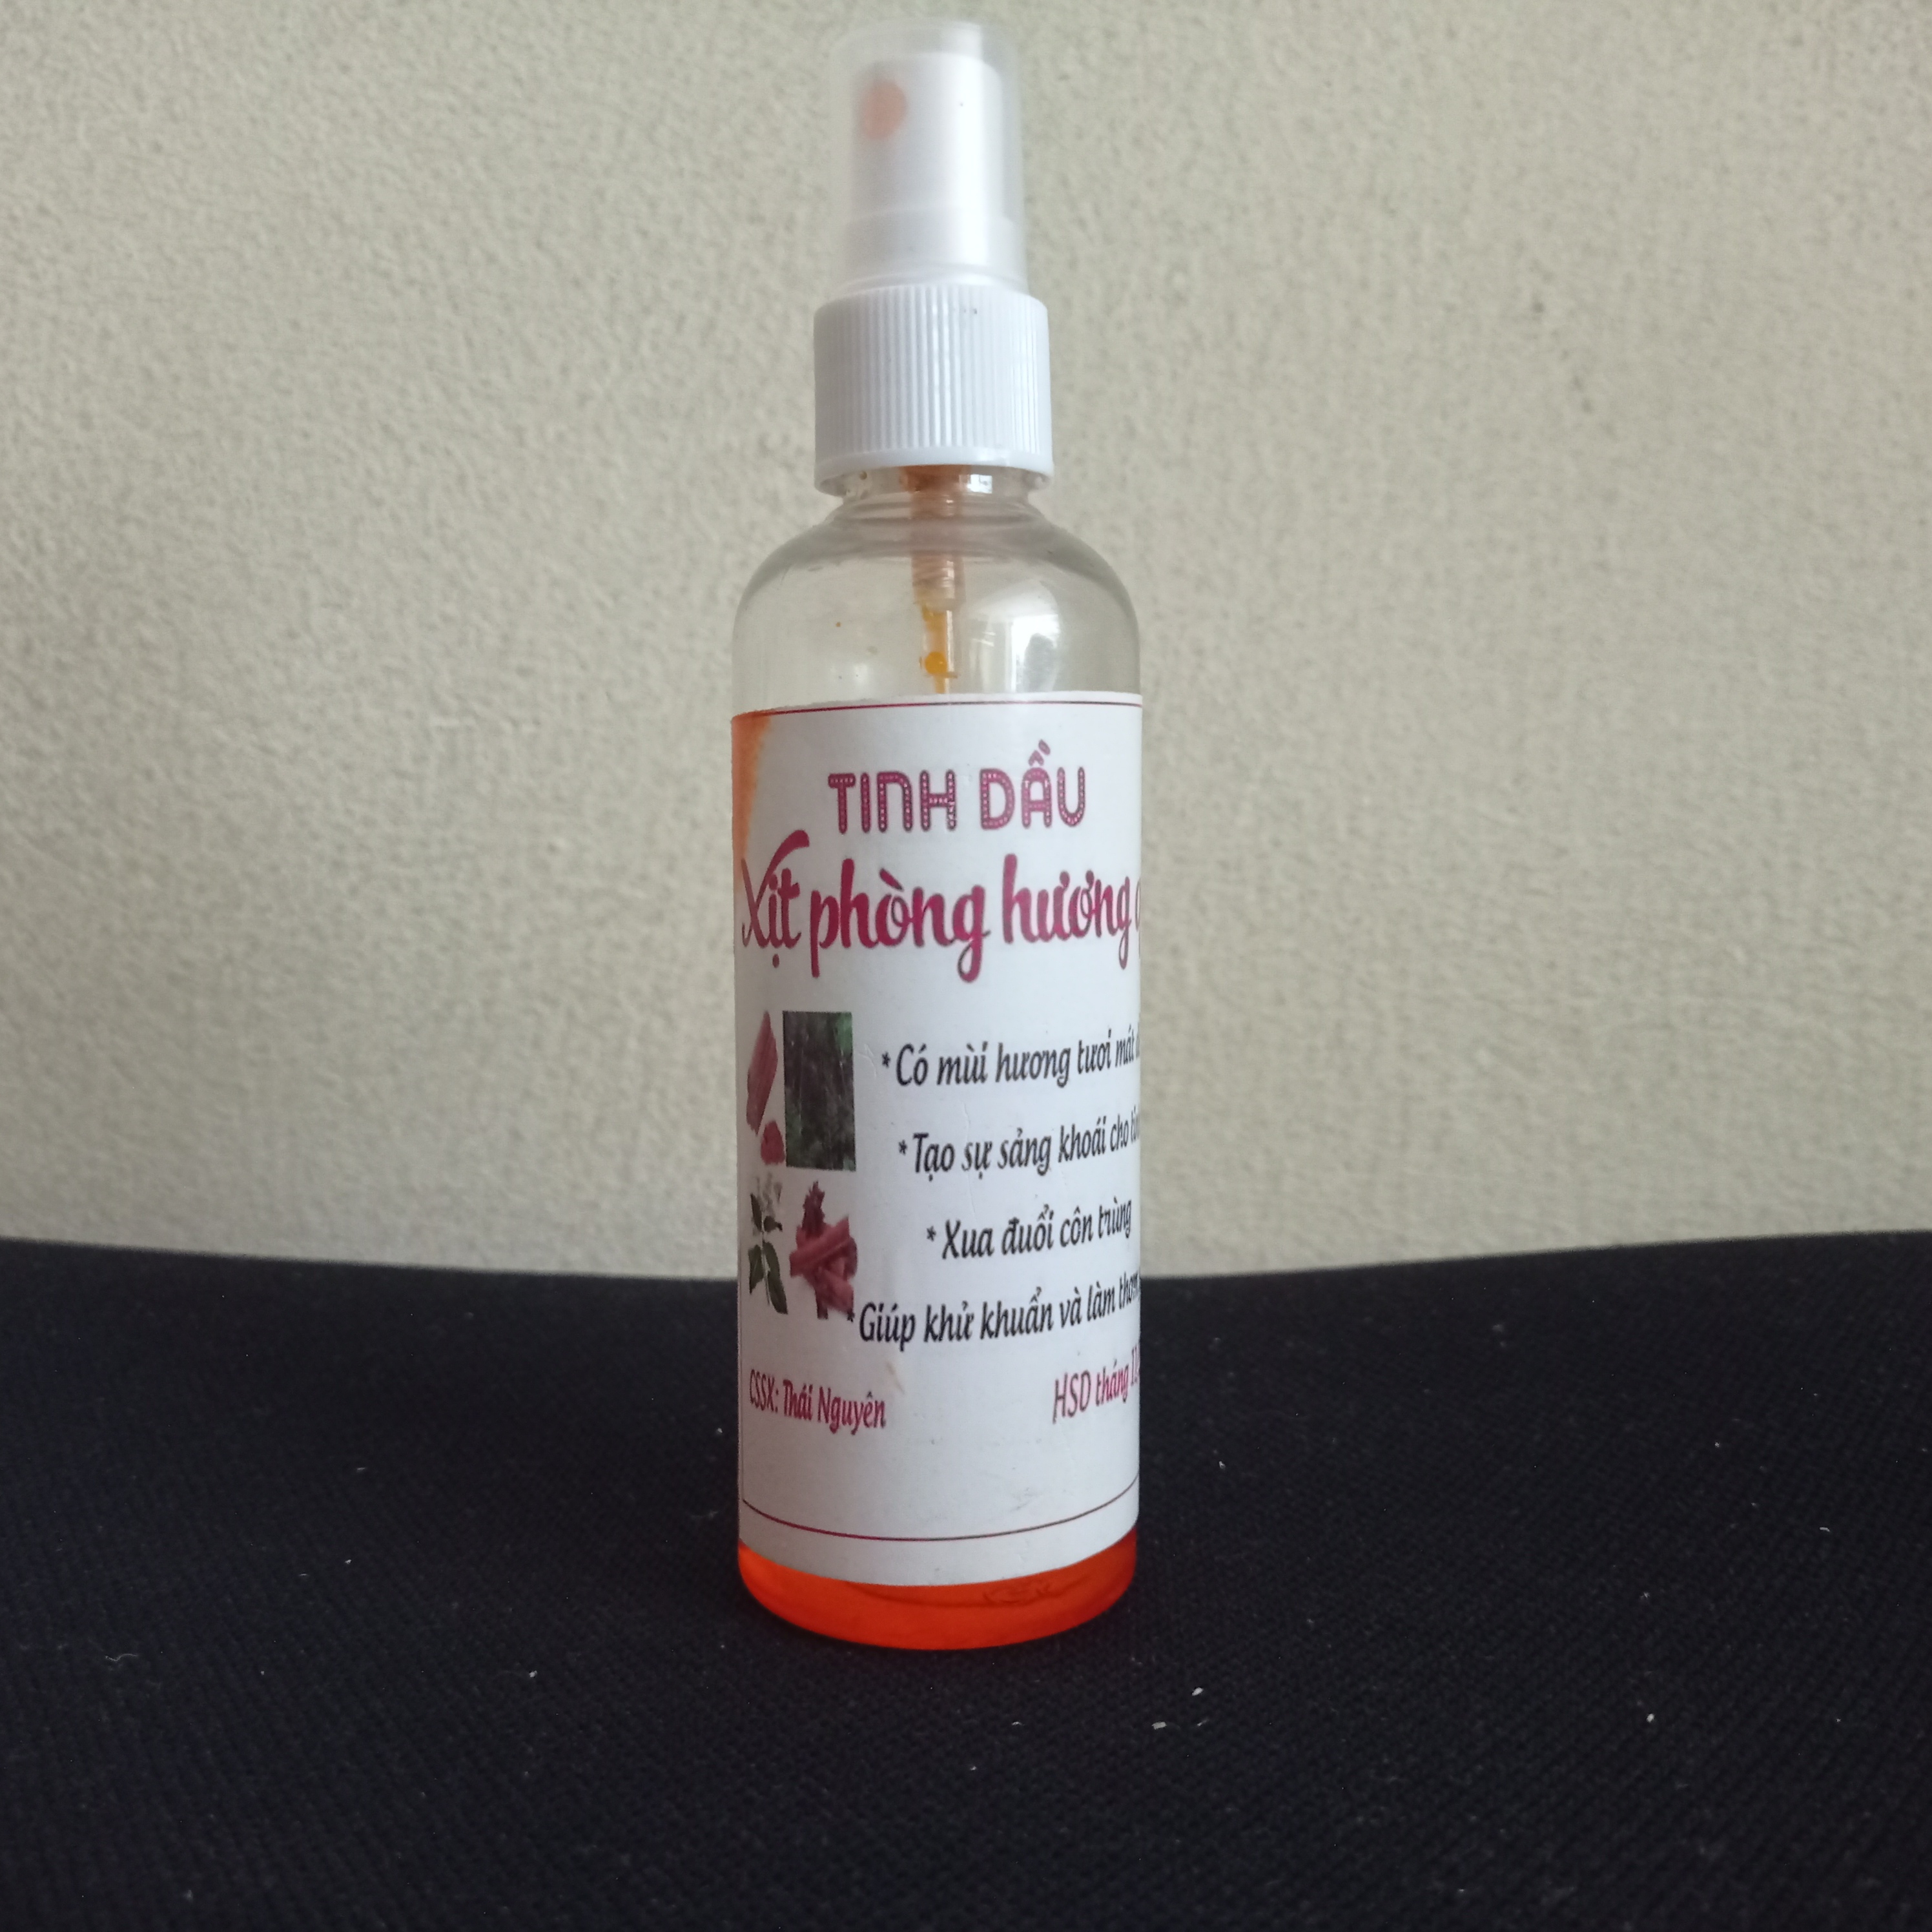 TINH DẦU
Xịt phòng hương
*Có mùi hương tươi mát
*Tạo sự sảng khoái cho
*Xua đuổi côn trùng
*Giúp khử khuẩn và làm thơm
CSSX: Thái Nguyên
HSD tháng